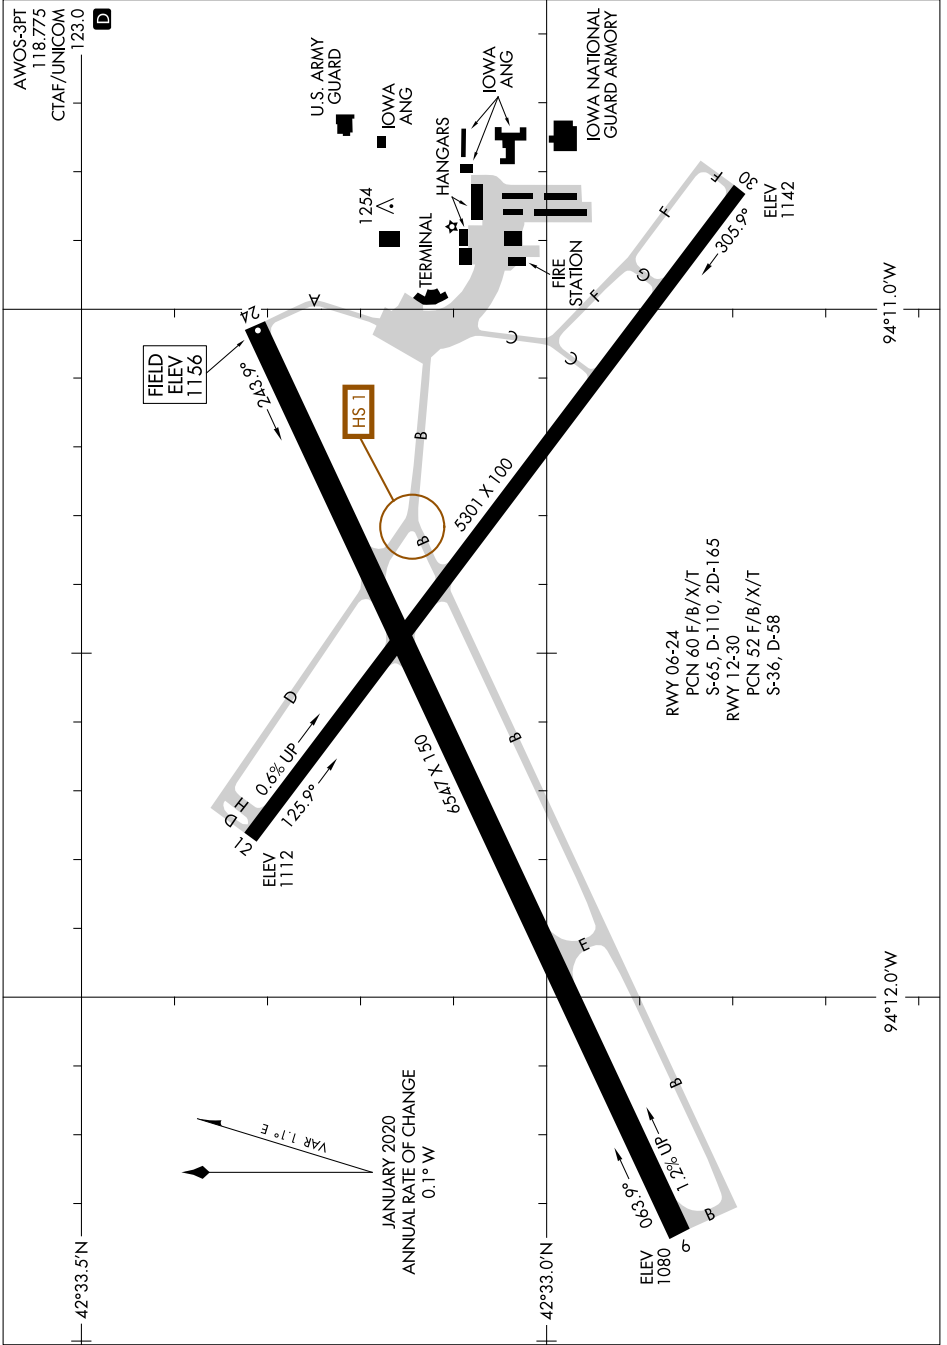 AWOS-3PT
118.775
CTAF/UNICOM
123.0
D
U.S. ARMY
GUARD
IOWA
ANG
IOWA
ANG
IOWA NATIONAL
GUARD ARMORY
HANGARS
1254
TERMINAL
FIRE
STATION
30
ELEV
1142
305.9°
F
F
F
G
C
C
A
24
FIELD
ELEV
1156
243.9°
HS 1
B
B
5301 X 100
94°11.0'W
D
0.6% UP
125.9°
H
D
12
ELEV
1112
6547 X 150
B
RWY 06-24
PCN 60 F/B/X/T
S-65, D-110, 2D-165
RWY 12-30
PCN 52 F/B/X/T
S-36, D-58
E
94°12.0'W
B
VAR 1.1° E
JANUARY 2020
ANNUAL RATE OF CHANGE
0.1° W
063.9°
1.2% UP
B
6
ELEV
1080
42°33.5'N
42°33.0'N